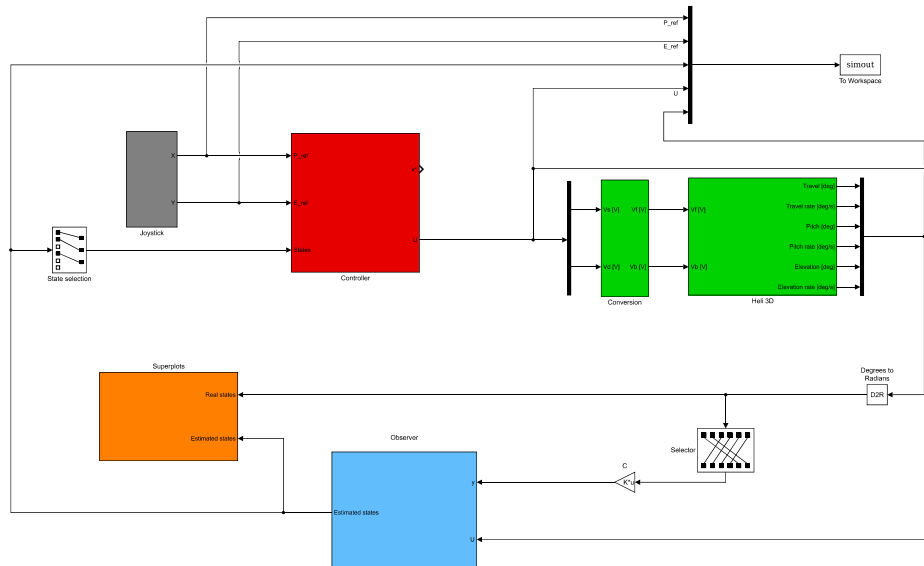 P_ref
E_ref
U
simout
To Workspace
X
Y
Joystick
P_ref
E_ref
States
U
Controller
State selection
Vs [V]
Vd [V]
Vf [V]
Vb [V]
Conversion
Vf [V]
Vb [V]
Travel [deg]
Travel rate [deg/s]
Pitch [deg]
Pitch rate [deg/s]
Elevation [deg]
Elevation rate [deg/s]
Heli 3D
Superplots
Real states
Estimated states
Degrees to
Radians
D2R
Selector
C
K*u
Observer
y
Estimated states
U